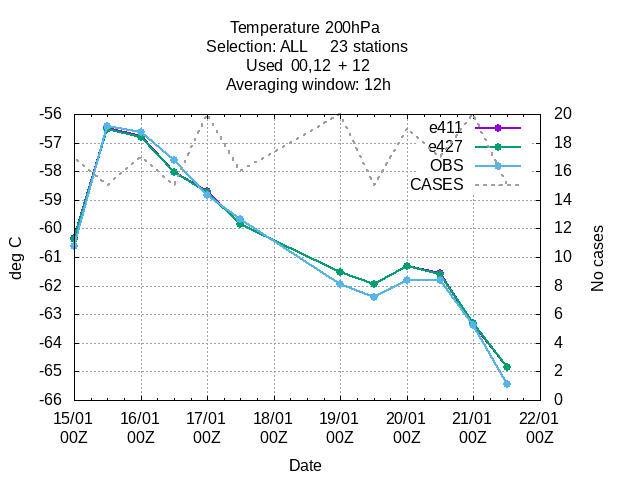 Temperature 200hPa
Selection: ALL 23 stations
Used 00,12 + 12
Averaging window: 12h
-56
-57
-58
-59
-60
-61
-62
-63
-64
-65
-66
20
18
16
14
12
10
8
6
4
2
0
e411
e427
OBS
CASES
deg C
No cases
15/01 16/01 17/01 18/01 19/01 20/01 21/01 22/01
00Z 00Z 00Z 00Z 00Z 00Z 00Z 00Z
Date